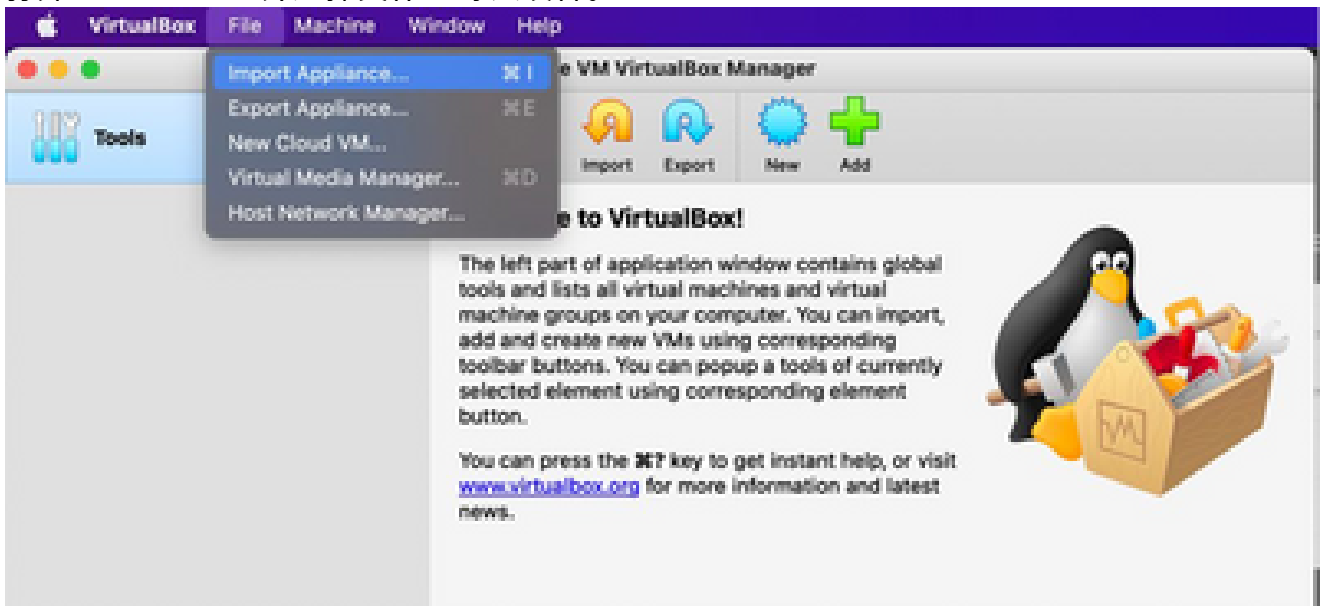 VirtualBox File Machine Window Help
e VM VirtualBox Manager
Import Appliance... ⌘ I
Export Appliance... ⌘ E
New Cloud VM...
Virtual Media Manager... ⌘ D
Host Network Manager...
Tools
Import Export New Add
e to VirtualBox!
The left part of application window contains global
tools and lists all virtual machines and virtual
machine groups on your computer. You can import,
add and create new VMs using corresponding
toolbar buttons. You can popup a tools of currently
selected element using corresponding element
button.
You can press the ⌘? key to get instant help, or visit
www.virtualbox.org for more information and latest
news.